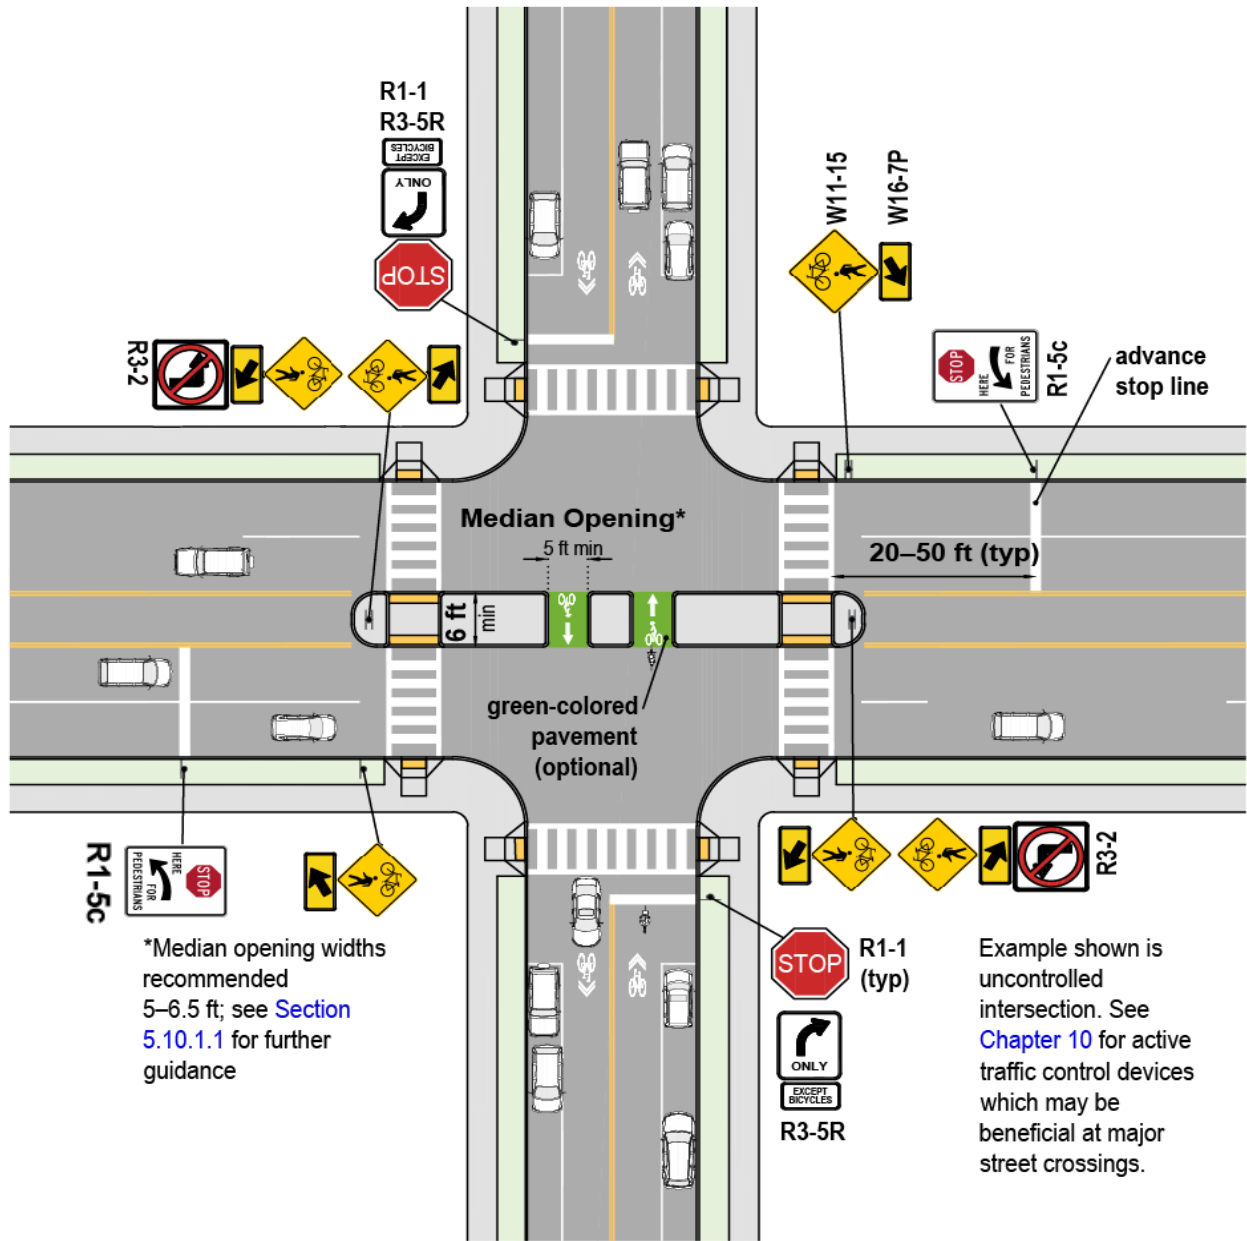 R1-1
R3-5R
EXCEPT
BICYCLES
ONLY
STOP
W11-15
W16-7P
R3-2
STOP
HERE
FOR
PEDESTRIANS
R1-5c
advance
stop line
Median Opening*
5 ft min
20–50 ft (typ)
6 ft
min
green-colored
pavement
(optional)
R1-5c
HERE
FOR
PEDESTRIANS
STOP
R3-2
*Median opening widths
recommended
5–6.5 ft; see Section
5.10.1.1 for further
guidance
STOP
R1-1
(typ)
ONLY
EXCEPT
BICYCLES
R3-5R
Example shown is
uncontrolled
intersection. See
Chapter 10 for active
traffic control devices
which may be
beneficial at major
street crossings.